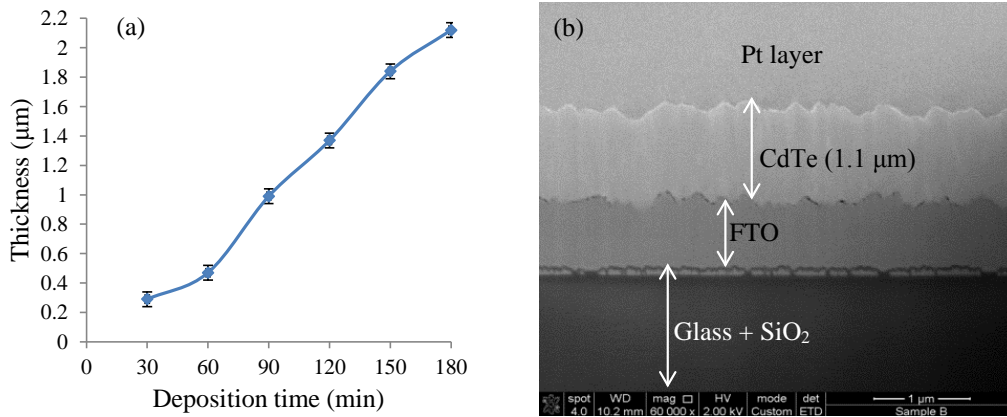 (a)
2.2
2
1.8
1.6
1.4
1.2
1
0.8
0.6
0.4
0.2
0
0 30 60 90 120 150 180
Thickness (μm)
Deposition time (min)
(b)
Pt layer
CdTe (1.1 μm)
FTO
Glass + SiO₂
spot WD mag HV mode det 1 μm
4.0 10.2 mm 60 000 x 2.00 kV Custom ETD Sample B